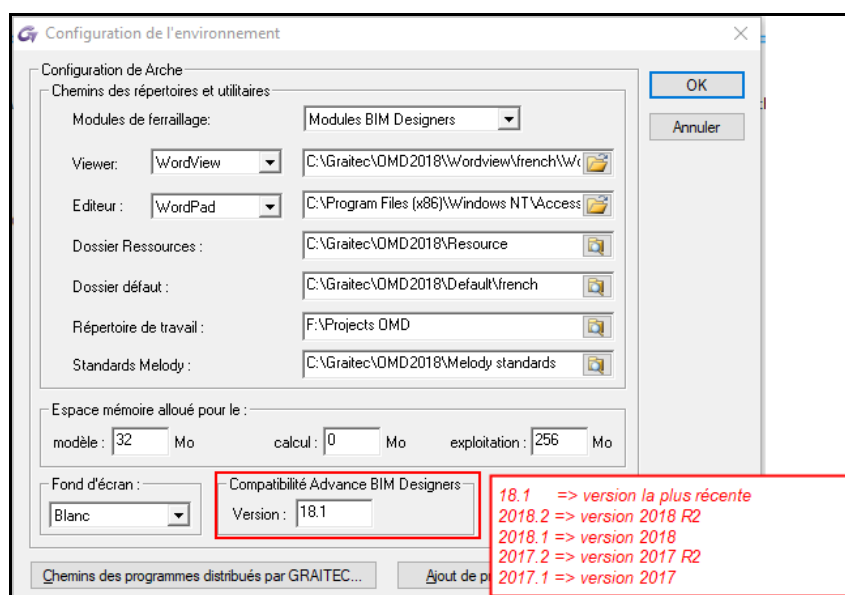 Configuration de l'environnement
Configuration de Arche
Chemins des répertoires et utilitaires
Modules de ferraillage: Modules BIM Designers
Viewer: WordView C:\Graitec\OMD2018\Wordview\french\Wo
Editeur : WordPad C:\Program Files (x86)\Windows NT\Access
Dossier Ressources : C:\Graitec\OMD2018\Resource
Dossier défaut : C:\Graitec\OMD2018\Default\french
Répertoire de travail : F:\Projects OMD
Standards Melody : C:\Graitec\OMD2018\Melody standards
OK
Annuler
Espace mémoire alloué pour le :
modèle : 32 Mo calcul : 0 Mo exploitation : 256 Mo
Fond d'écran :
Blanc
Compatibilité Advance BIM Designers
Version : 18.1
18.1 => version la plus récente
2018.2 => version 2018 R2
2018.1 => version 2018
2017.2 => version 2017 R2
2017.1 => version 2017
Chemins des programmes distribués par GRAITEC... Ajout de p